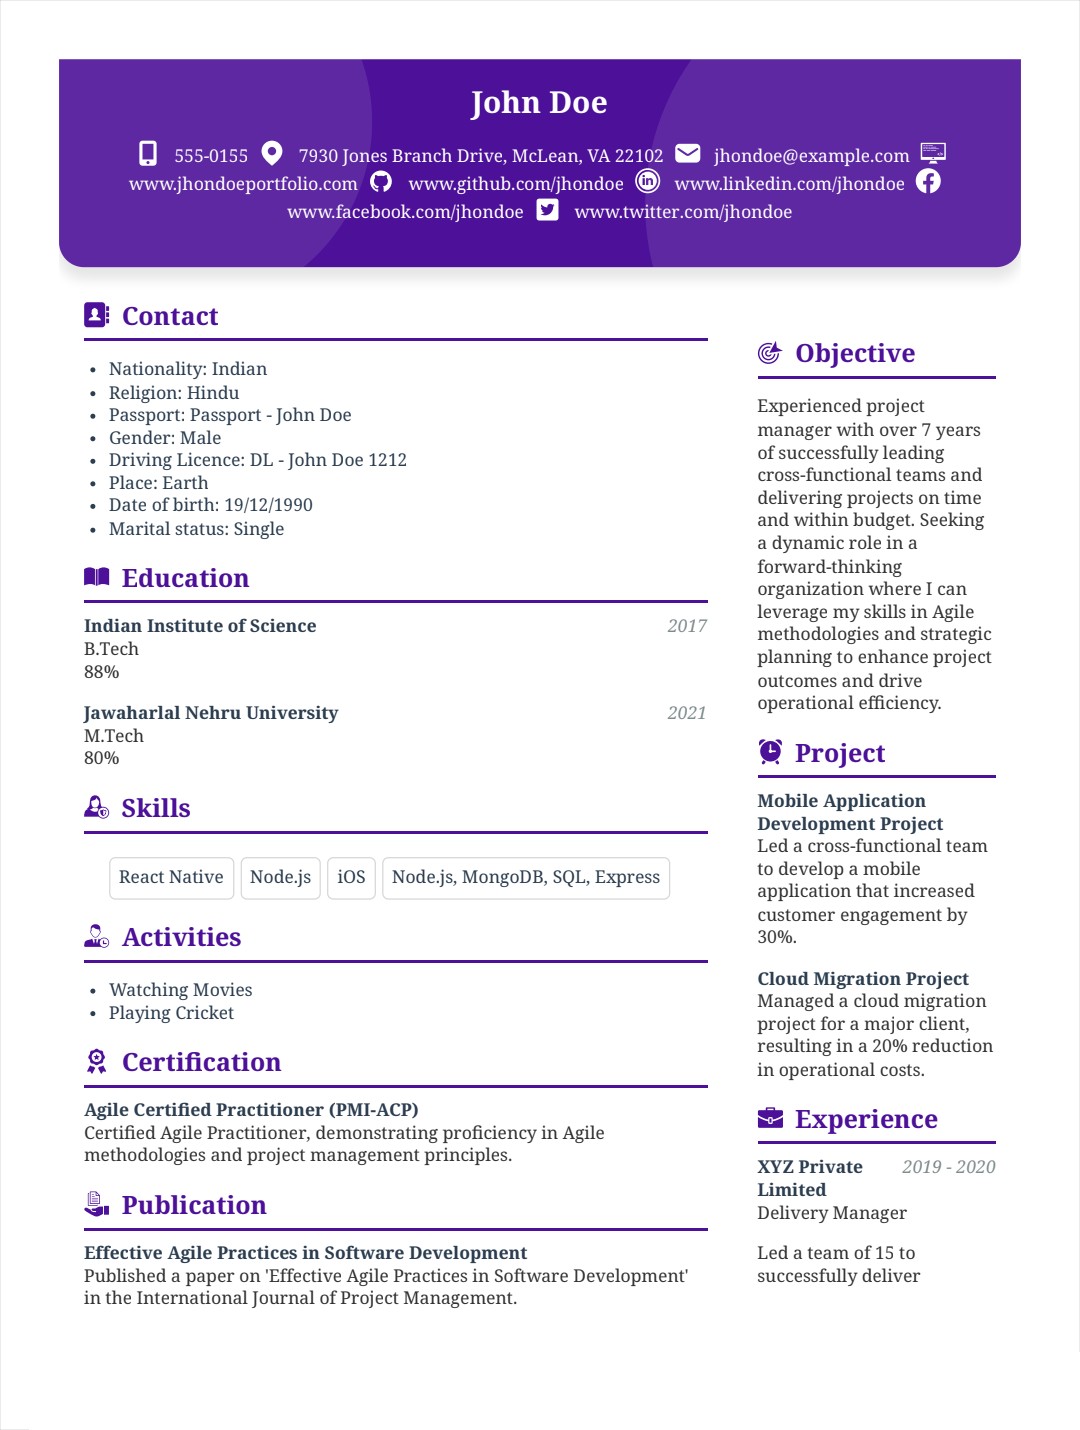 John Doe
555-0155 7930 Jones Branch Drive, McLean, VA 22102 jhondoe@example.com
www.jhondoeportfolio.com www.github.com/jhondoe www.linkedin.com/jhondoe
www.facebook.com/jhondoe www.twitter.com/jhondoe
Contact
Nationality: Indian
Religion: Hindu
Passport: Passport - John Doe
Gender: Male
Driving Licence: DL - John Doe 1212
Place: Earth
Date of birth: 19/12/1990
Marital status: Single
Education
Indian Institute of Science 2017
B.Tech
88%
Jawaharlal Nehru University 2021
M.Tech
80%
Skills
React Native Node.js iOS Node.js, MongoDB, SQL, Express
Activities
Watching Movies
Playing Cricket
Certification
Agile Certified Practitioner (PMI-ACP)
Certified Agile Practitioner, demonstrating proficiency in Agile
methodologies and project management principles.
Publication
Effective Agile Practices in Software Development
Published a paper on 'Effective Agile Practices in Software Development'
in the International Journal of Project Management.
Objective
Experienced project
manager with over 7 years
of successfully leading
cross-functional teams and
delivering projects on time
and within budget. Seeking
a dynamic role in a
forward-thinking
organization where I can
leverage my skills in Agile
methodologies and strategic
planning to enhance project
outcomes and drive
operational efficiency.
Project
Mobile Application
Development Project
Led a cross-functional team
to develop a mobile
application that increased
customer engagement by
30%.
Cloud Migration Project
Managed a cloud migration
project for a major client,
resulting in a 20% reduction
in operational costs.
Experience
XYZ Private 2019 - 2020
Limited
Delivery Manager
Led a team of 15 to
successfully deliver